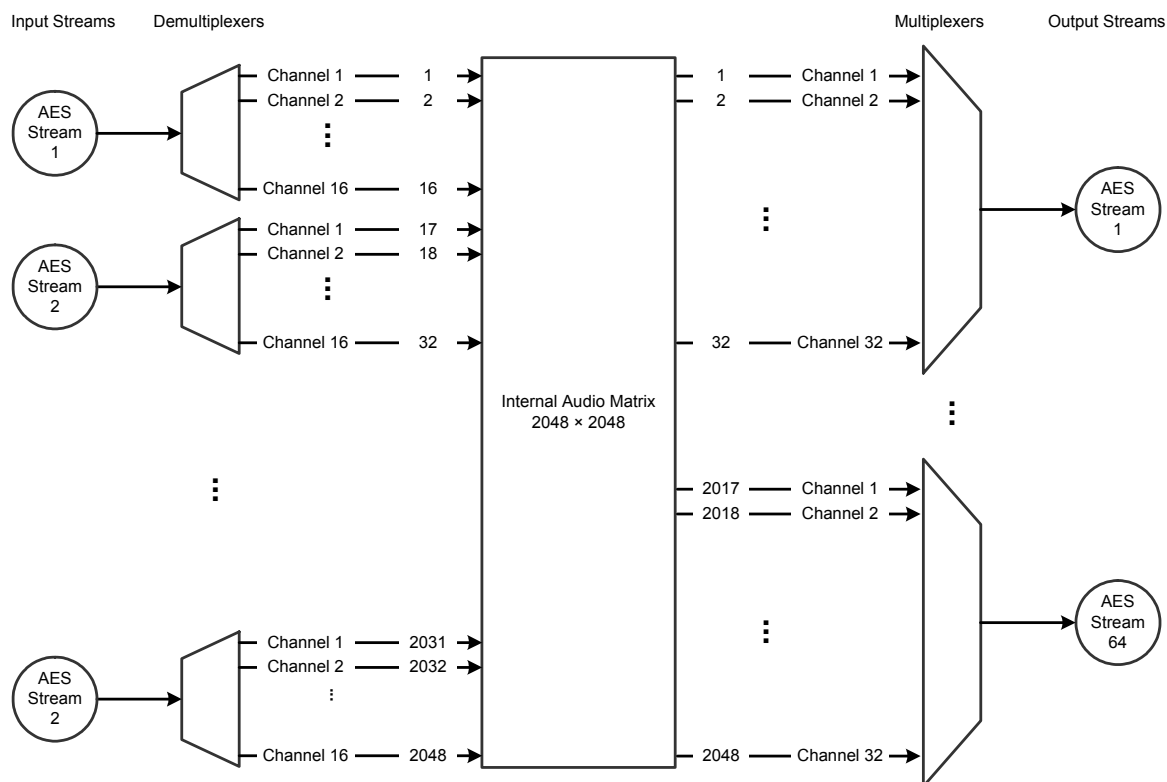 Input Streams
Demultiplexers
Multiplexers
Output Streams
AES
Stream
1
Channel 1
1
Channel 2
2
Channel 16
16
AES
Stream
2
Channel 1
17
Channel 2
18
Channel 16
32
AES
Stream
2
Channel 1
2031
Channel 2
2032
Channel 16
2048
Internal Audio Matrix
2048 × 2048
1
Channel 1
2
Channel 2
32
Channel 32
AES
Stream
1
2017
Channel 1
2018
Channel 2
2048
Channel 32
AES
Stream
64